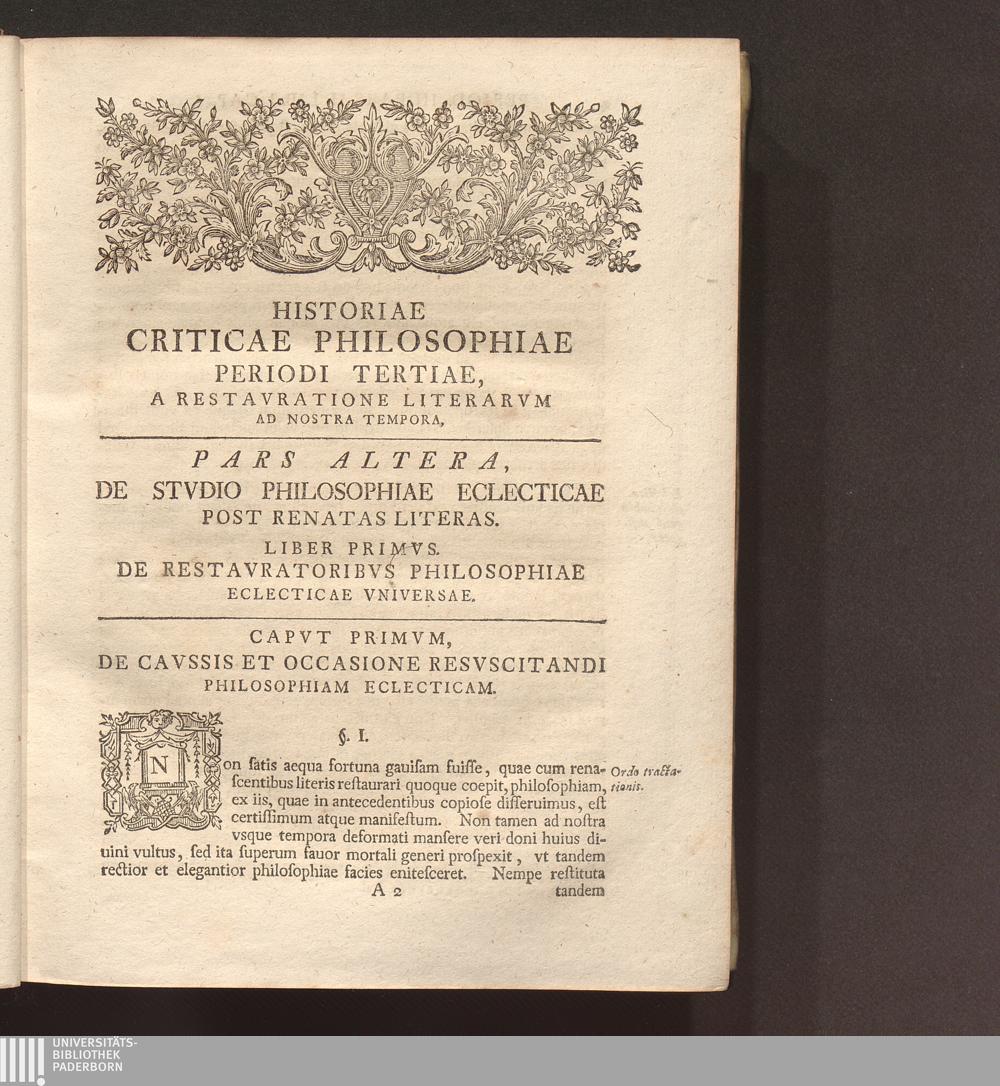 HISTORIAE
CRITICAE PHILOSOPHIAE
PERIODI TERTIAE,
A RESTAVRATIONE LITERARVM
AD NOSTRA TEMPORA,
PARS ALTERA,
DE STVDIO PHILOSOPHIAE ECLECTICAE
POST RENATAS LITERAS.
LIBER PRIMVS.
DE RESTAVRATORIBVS PHILOSOPHIAE
ECLECTICAE VNIVERSAE.
CAPVT PRIMVM,
DE CAVSSIS ET OCCASIONE RESVSCITANDI
PHILOSOPHIAM ECLECTICAM.
§. I.
Non ſatis aequa fortuna gauiſam fuiſſe, quae cum rena-
ſcentibus literis reſtaurari quoque coepit, philoſophiam,
ex iis, quae in antecedentibus copioſe diſſeruimus, eſt
certiſſimum atque manifeſtum. Non tamen ad noſtra
vsque tempora deformati manſere veri doni huius di-
uini vultus, ſed ita ſuperum fauor mortali generi proſpexit, vt tandem
rectior et elegantior philoſophiae facies eniteſceret. Nempe reſtituta
Ordo tracta-
tionis.
A 2
tandem
UNIVERSITÄTS-
BIBLIOTHEK
PADERBORN